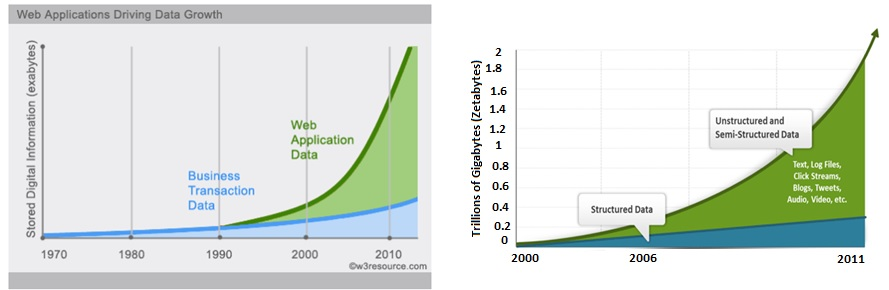 Web Applications Driving Data Growth
Stored Digital Information (exabytes)
Web
Application
Data
Business
Transaction
Data
1970 1980 1990 2000 2010
©w3resource.com
Trillions of Gigabytes (Zetabytes)
2
1.8
1.6
1.4
1.2
1
0.8
0.6
0.4
0.2
0
Unstructured and
Semi-Structured Data
Text, Log Files,
Click Streams,
Blogs, Tweets,
Audio, Video, etc.
Structured Data
2000 2006 2011